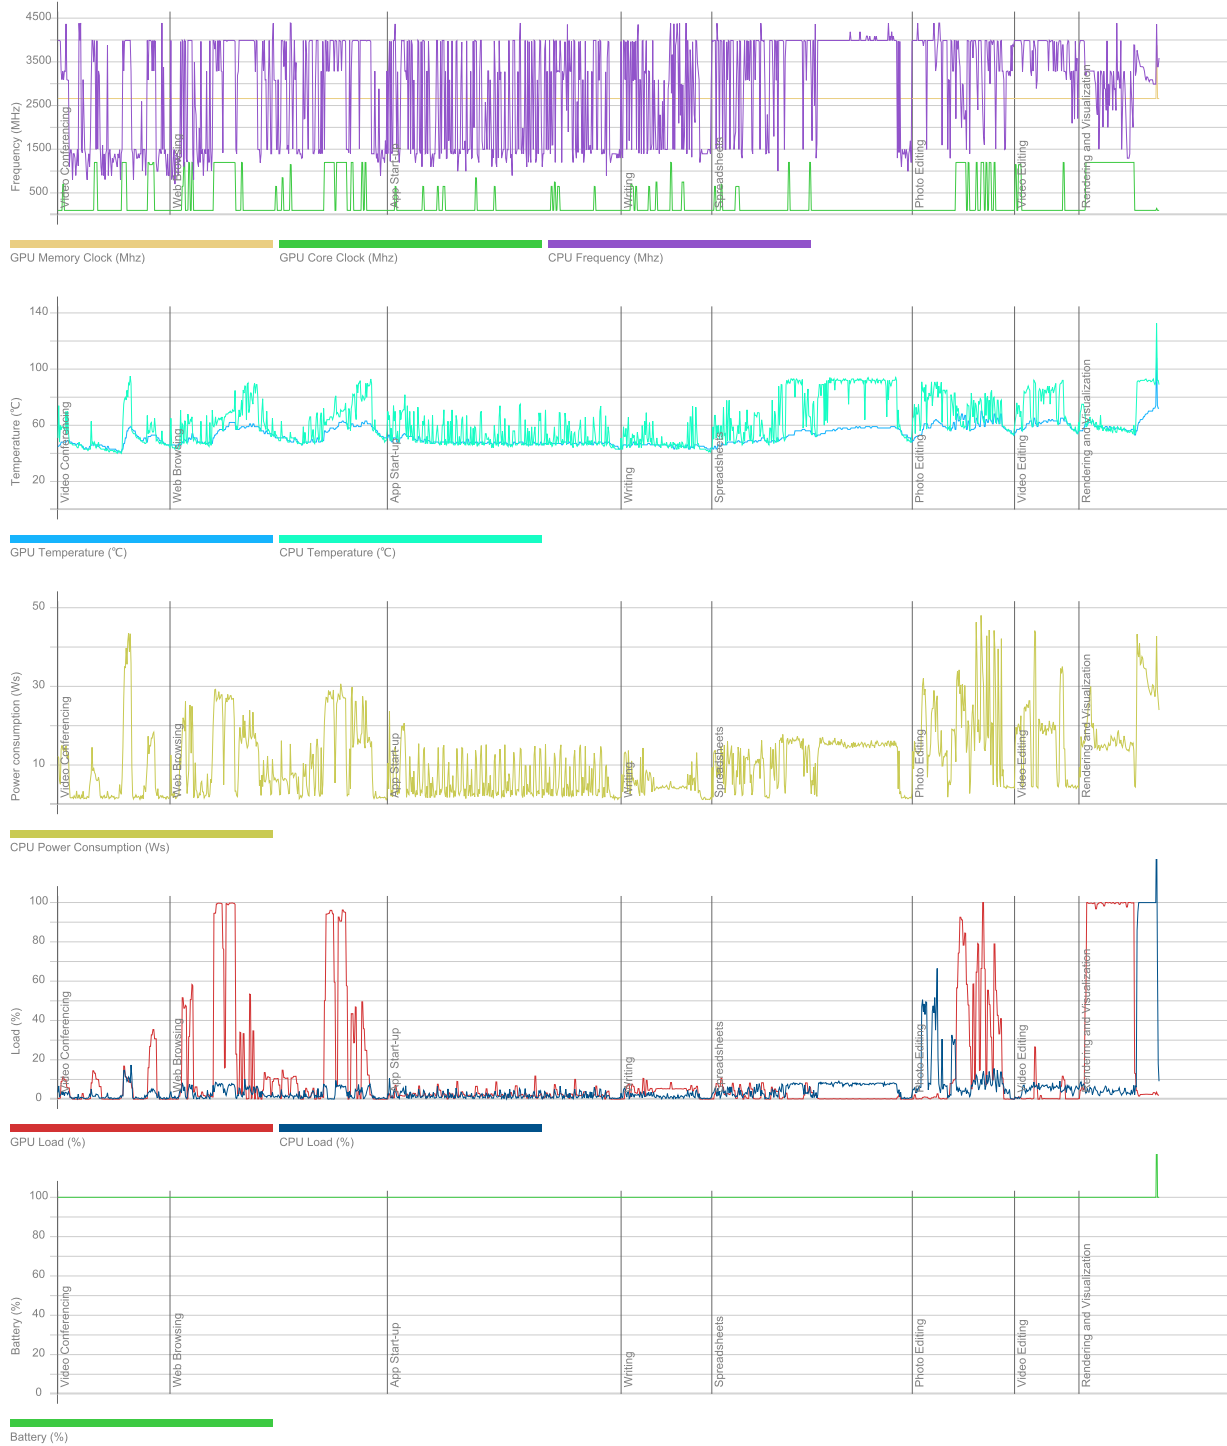 4500
3500
2500
1500
500
Frequency (MHz)
Video Conferencing
Web Browsing
App Start-up
Writing
Spreadsheets
Photo Editing
Video Editing
Rendering and Visualization
GPU Memory Clock (Mhz)
GPU Core Clock (Mhz)
CPU Frequency (Mhz)
140
100
60
20
Temperature (℃)
Video Conferencing
Web Browsing
App Start-up
Writing
Spreadsheets
Photo Editing
Video Editing
Rendering and Visualization
GPU Temperature (℃)
CPU Temperature (℃)
50
30
10
Power consumption (Ws)
Video Conferencing
Web Browsing
App Start-up
Writing
Spreadsheets
Photo Editing
Video Editing
Rendering and Visualization
CPU Power Consumption (Ws)
100
80
60
40
20
0
Load (%)
Video Conferencing
Web Browsing
App Start-up
Writing
Spreadsheets
Photo Editing
Video Editing
Rendering and Visualization
GPU Load (%)
CPU Load (%)
100
80
60
40
20
0
Battery (%)
Video Conferencing
Web Browsing
App Start-up
Writing
Spreadsheets
Photo Editing
Video Editing
Rendering and Visualization
Battery (%)